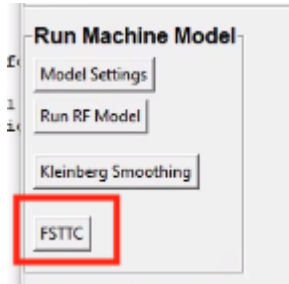 Run Machine Model
Model Settings
Run RF Model
Kleinberg Smoothing
FSTTC